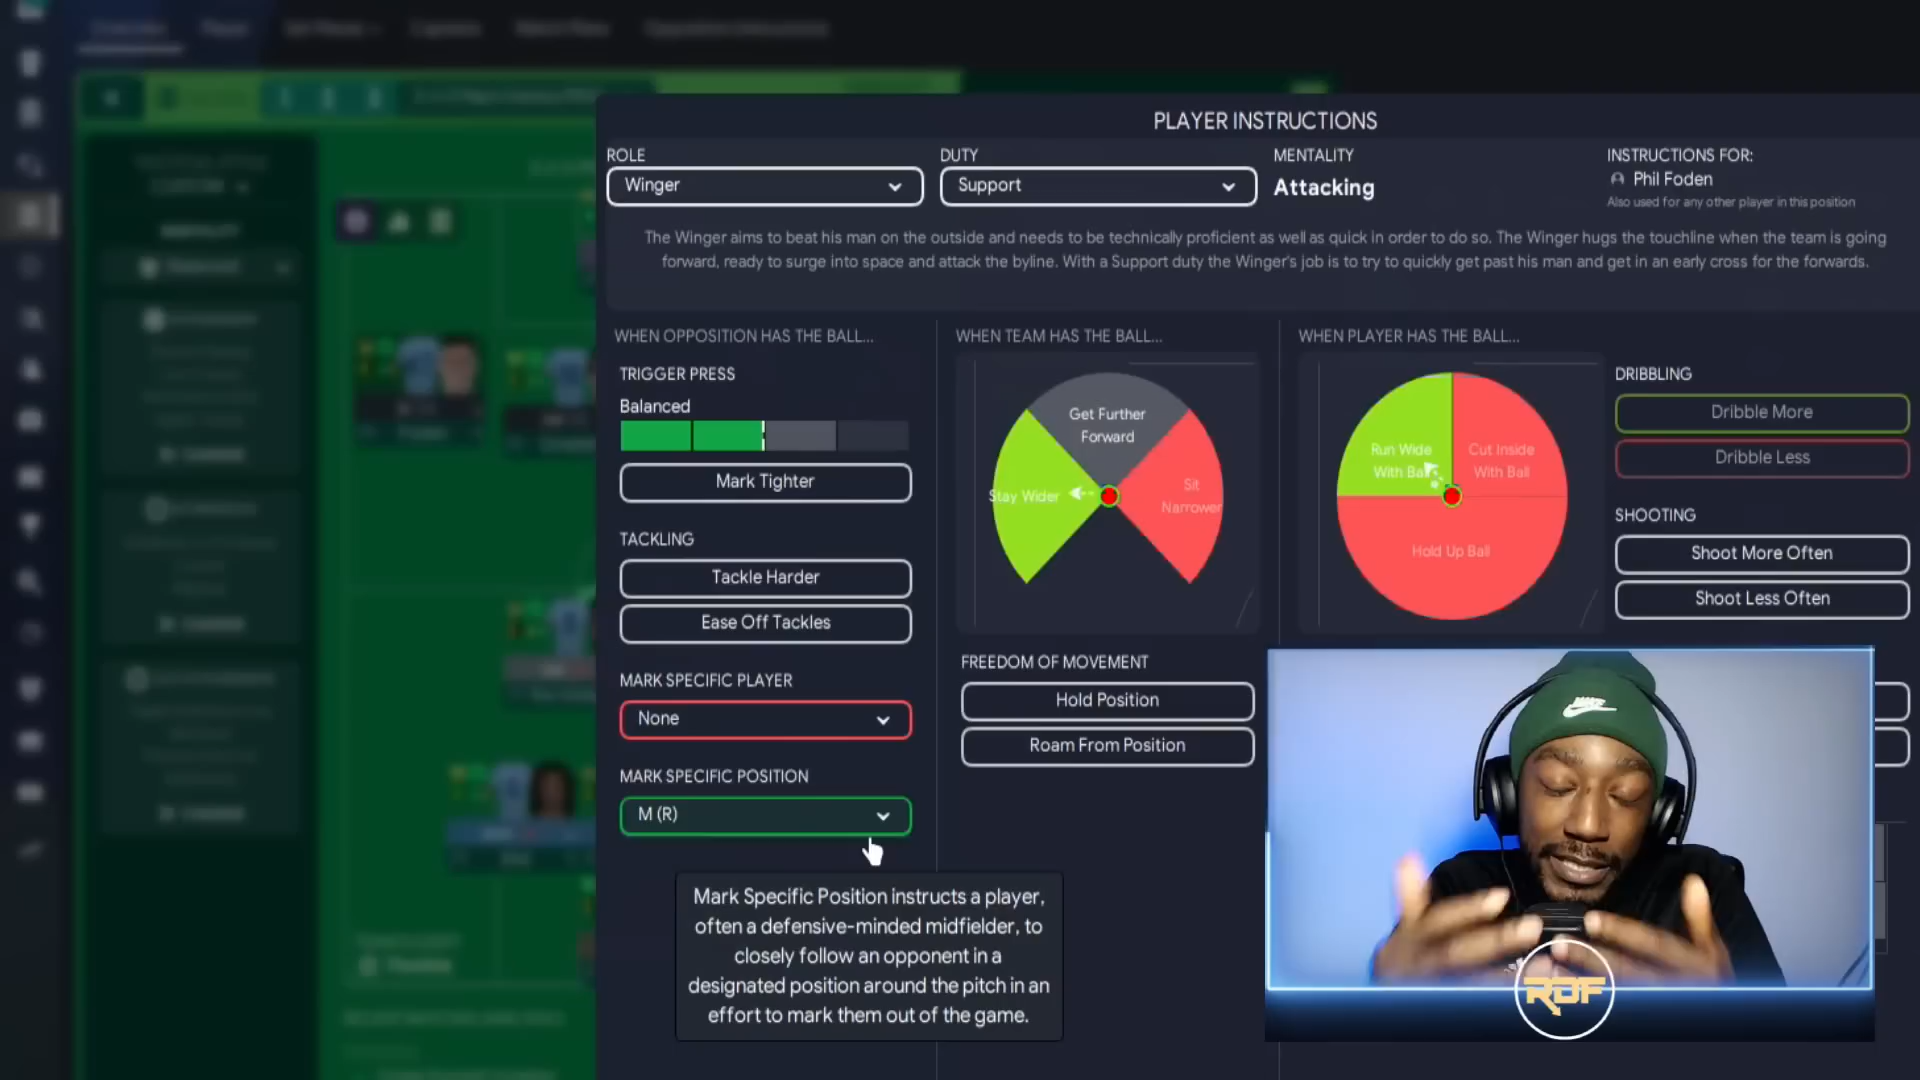 PLAYER INSTRUCTIONS
ROLE
DUTY
MENTALITY
INSTRUCTIONS FOR:
Winger
Support
Attacking
Phil Foden
Also used for any other player in this position
The Winger aims to beat his man on the outside and needs to be technically proficient as well as quick in order to do so. The Winger hugs the touchline when the team is going
forward, ready to surge into space and attack the byline. With a Support duty the Winger's job is to try to quickly get past his man and get in an early cross for the forwards.
WHEN OPPOSITION HAS THE BALL...
TRIGGER PRESS
Balanced
Mark Tighter
TACKLING
Tackle Harder
Ease Off Tackles
MARK SPECIFIC PLAYER
None
MARK SPECIFIC POSITION
M (R)
Mark Specific Position instructs a player,
often a defensive-minded midfielder, to
closely follow an opponent in a
designated position around the pitch in an
effort to mark them out of the game.
WHEN TEAM HAS THE BALL...
Get Further
Forward
Stay Wider
Sit
Narrower
FREEDOM OF MOVEMENT
Hold Position
Roam From Position
WHEN PLAYER HAS THE BALL...
Run Wide
With Ball
Cut Inside
With Ball
Hold Up Ball
DRIBBLING
Dribble More
Dribble Less
SHOOTING
Shoot More Often
Shoot Less Often
RDF